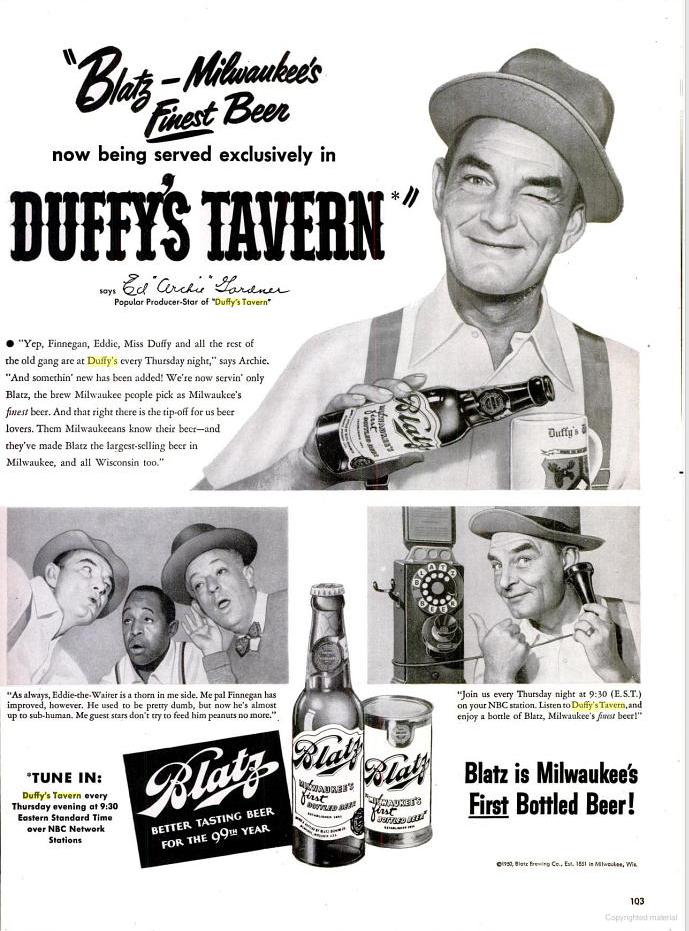 "Blatz – Milwaukee's
Finest Beer
now being served exclusively in
DUFFY'S TAVERN*"
says Ed "Archie" Gardner
Popular Producer-Star of "Duffy's Tavern"
● "Yep, Finnegan, Eddie, Miss Duffy and all the rest of
the old gang are at Duffy's every Thursday night," says Archie.
"And somethin' new has been added! We're now servin' only
Blatz, the brew Milwaukee people pick as Milwaukee's
finest beer. And that right there is the tip-off for us beer
lovers. Them Milwaukeeans know their beer—and
they've made Blatz the largest-selling beer in
Milwaukee, and all Wisconsin too."
Blatz
MILWAUKEE'S
first
BOTTLED BEER
Duffy's
BLATZ
BEER
"As always, Eddie-the-Waiter is a thorn in me side. Me pal Finnegan has
improved, however. He used to be pretty dumb, but now he's almost
up to sub-human. Me guest stars don't try to feed him peanuts no more."
"Join us every Thursday night at 9:30 (E.S.T.)
on your NBC station. Listen to Duffy's Tavern, and
enjoy a bottle of Blatz, Milwaukee's finest beer!"
*TUNE IN:
Duffy's Tavern every
Thursday evening at 9:30
Eastern Standard Time
over NBC Network
Stations
Blatz
BETTER TASTING BEER
FOR THE 99TH YEAR
Blatz
MILWAUKEE'S
first
BOTTLED BEER
ESTABLISHED 1851
Blatz
"MILWAUKEE'S
first
BOTTLED BEER"
ESTABLISHED 1851
Blatz is Milwaukee's
First Bottled Beer!
©1950, Blatz Brewing Co., Est. 1851 in Milwaukee, Wis.
103
Copyrighted material